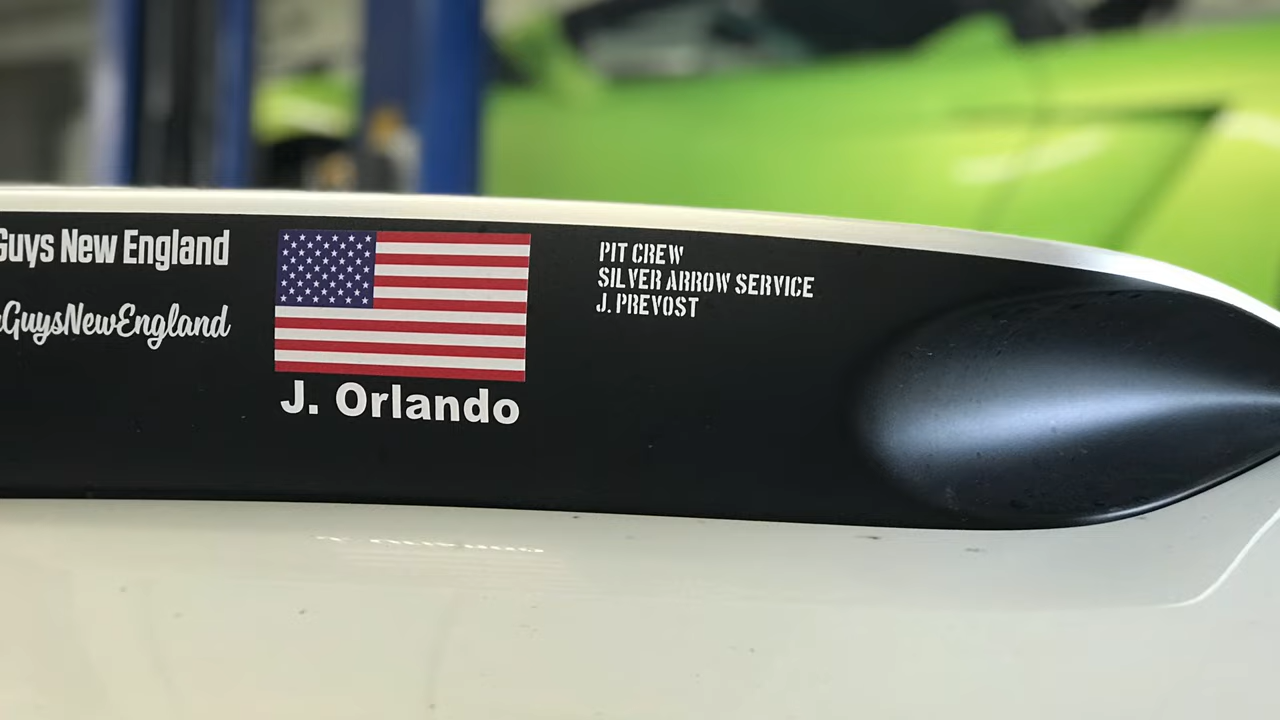 Guys New England
GuysNewEngland
J. Orlando
PIT CREW
SILVER ARROW SERVICE
J. PREVOST